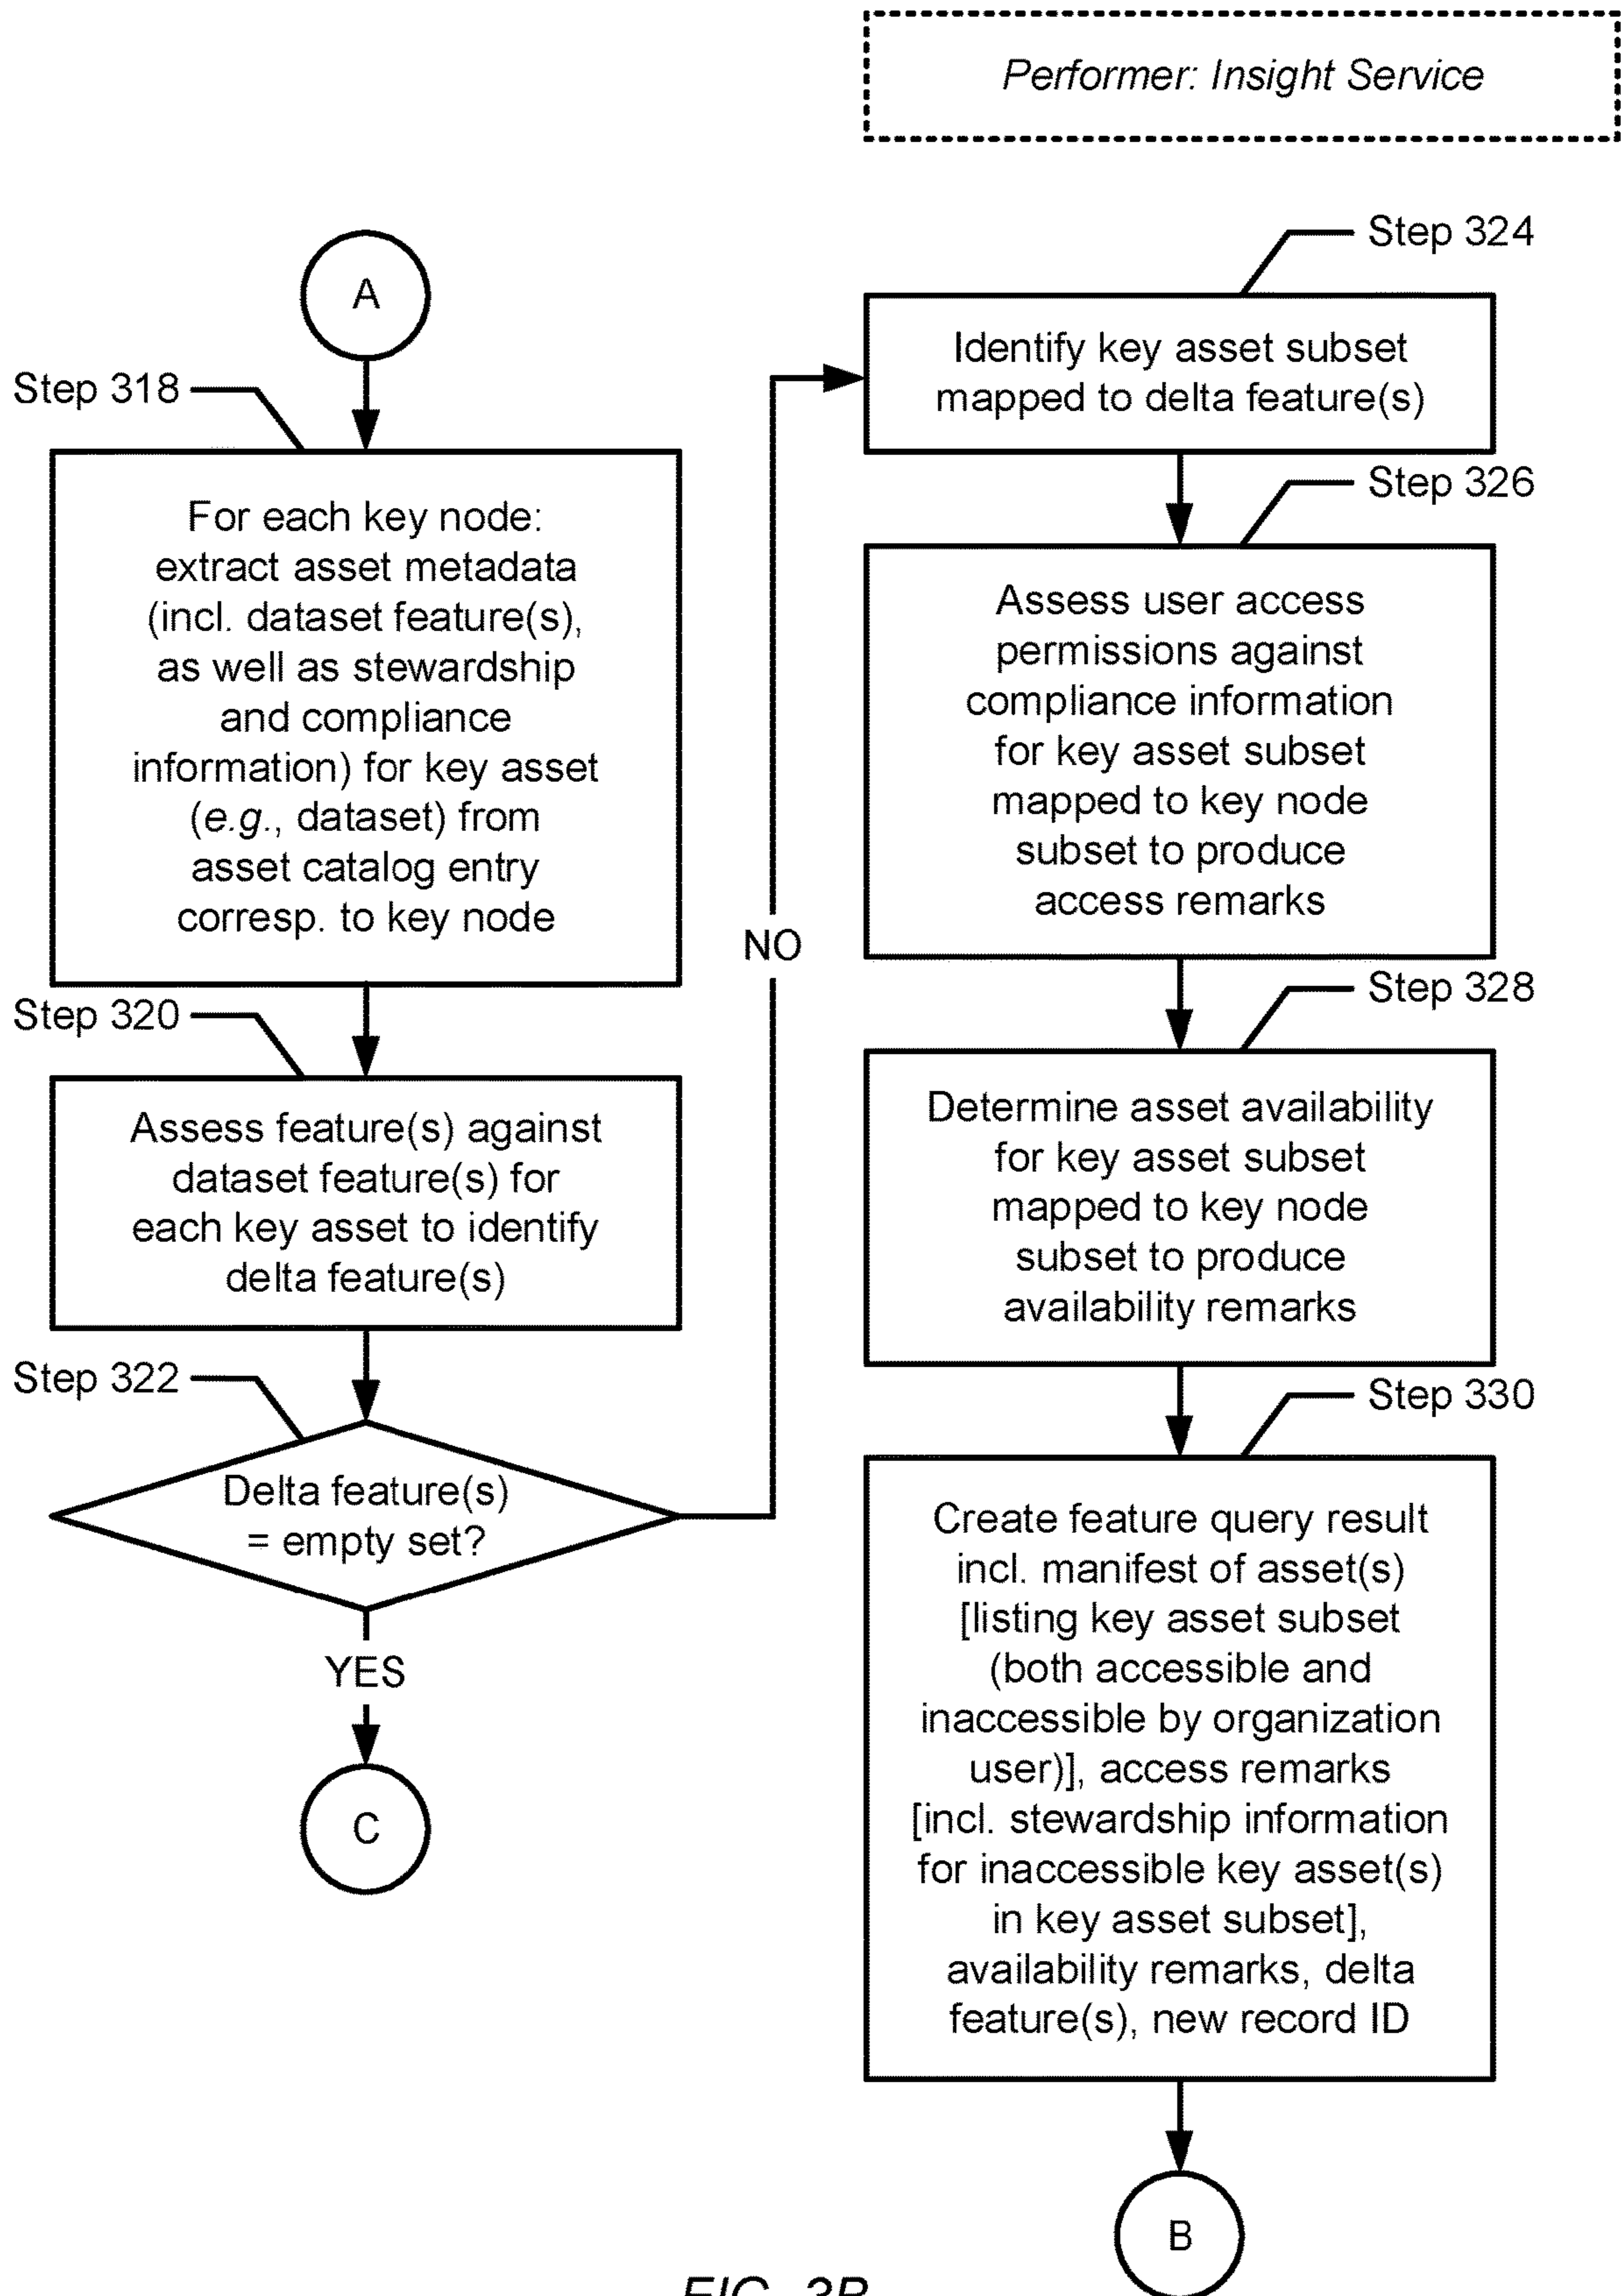 Performer: Insight Service
A
Step 318
For each key node:
extract asset metadata
(incl. dataset feature(s),
as well as stewardship
and compliance
information) for key asset
(e.g., dataset) from
asset catalog entry
corresp. to key node
Step 320
Assess feature(s) against
dataset feature(s) for
each key asset to identify
delta feature(s)
Step 322
Delta feature(s)
= empty set?
YES
C
NO
Step 324
Identify key asset subset
mapped to delta feature(s)
Step 326
Assess user access
permissions against
compliance information
for key asset subset
mapped to key node
subset to produce
access remarks
Step 328
Determine asset availability
for key asset subset
mapped to key node
subset to produce
availability remarks
Step 330
Create feature query result
incl. manifest of asset(s)
[listing key asset subset
(both accessible and
inaccessible by organization
user)], access remarks
[incl. stewardship information
for inaccessible key asset(s)
in key asset subset],
availability remarks, delta
feature(s), new record ID
B
FIG. 3B